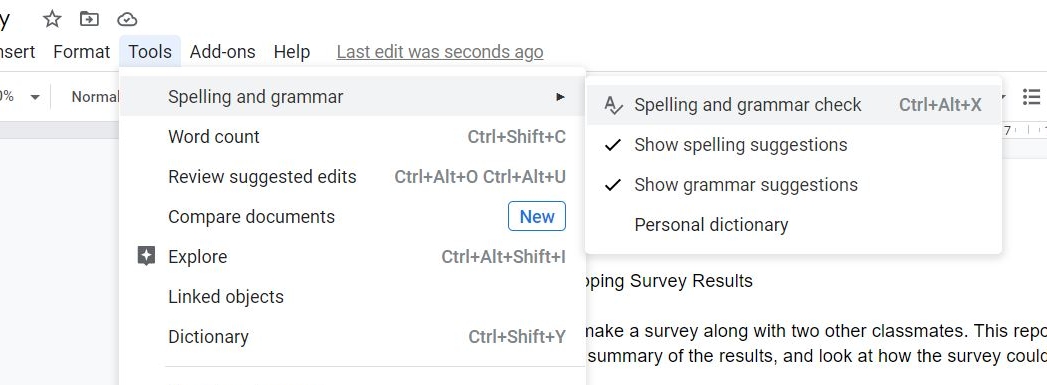 y
nsert Format Tools Add-ons Help Last edit was seconds ago
0% Normal
Spelling and grammar
Word count Ctrl+Shift+C
Review suggested edits Ctrl+Alt+O Ctrl+Alt+U
Compare documents New
Explore Ctrl+Alt+Shift+I
Linked objects
Dictionary Ctrl+Shift+Y
Spelling and grammar check Ctrl+Alt+X
Show spelling suggestions
Show grammar suggestions
Personal dictionary
7
pping Survey Results
make a survey along with two other classmates. This repo
summary of the results, and look at how the survey could